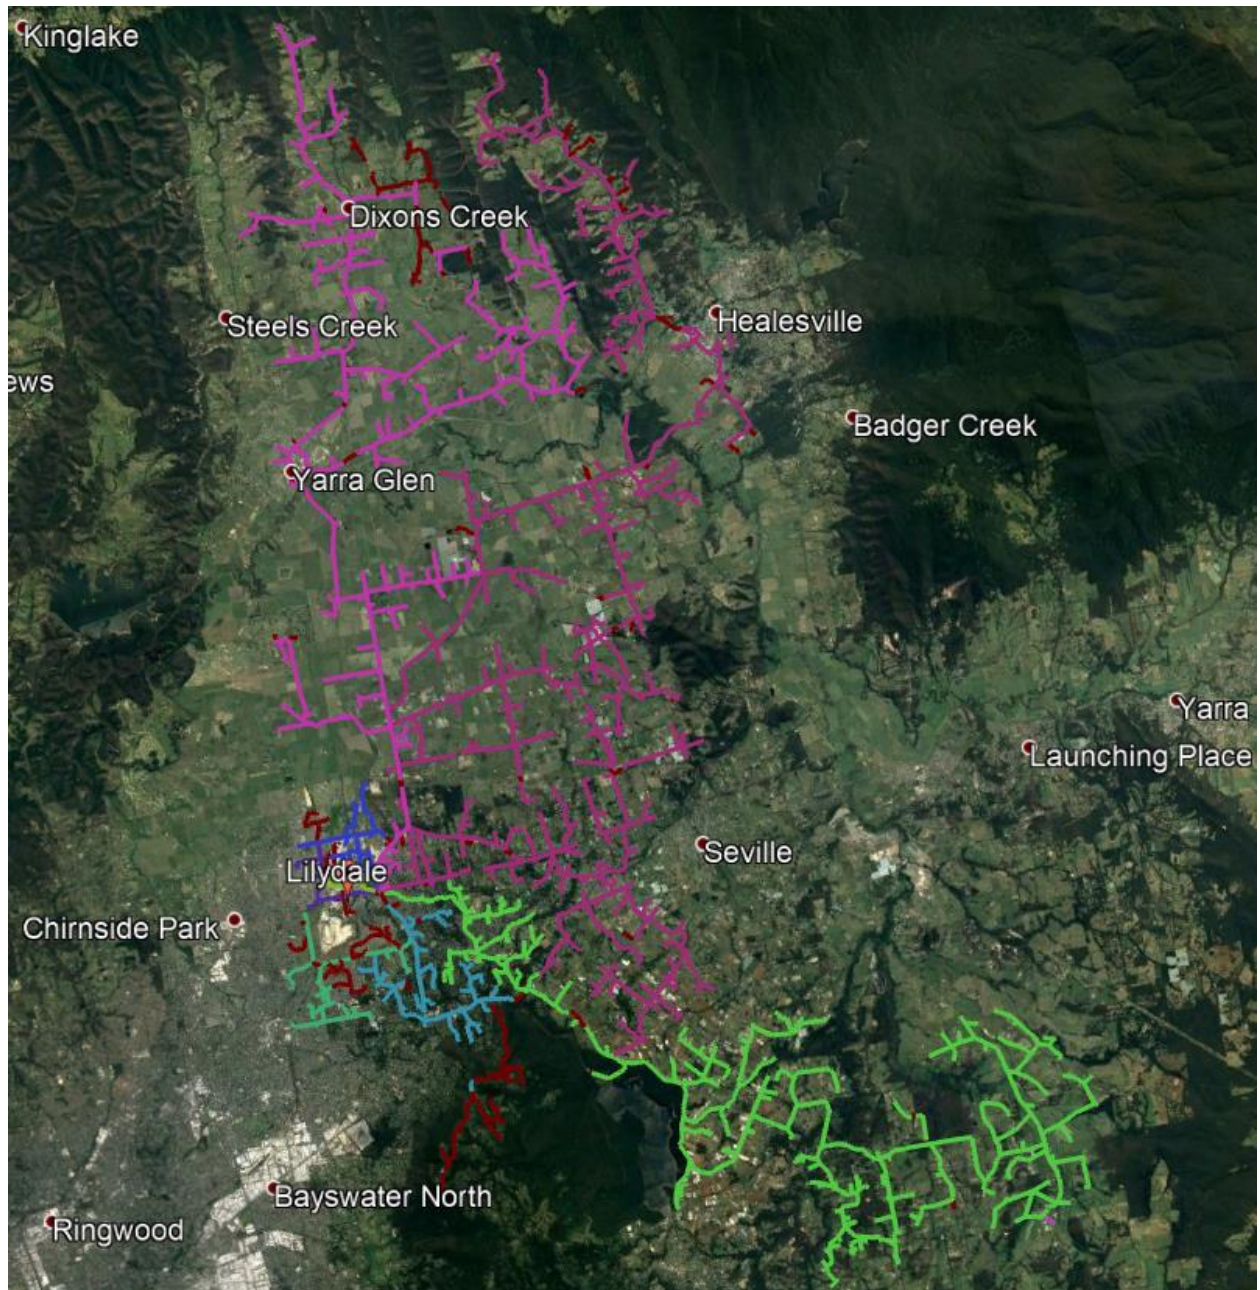 Kinglake
Dixons Creek
Steels Creek
Healesville
ews
Badger Creek
Yarra Glen
Yarra
Launching Place
Seville
Lilydale
Chirnside Park
Bayswater North
Ringwood